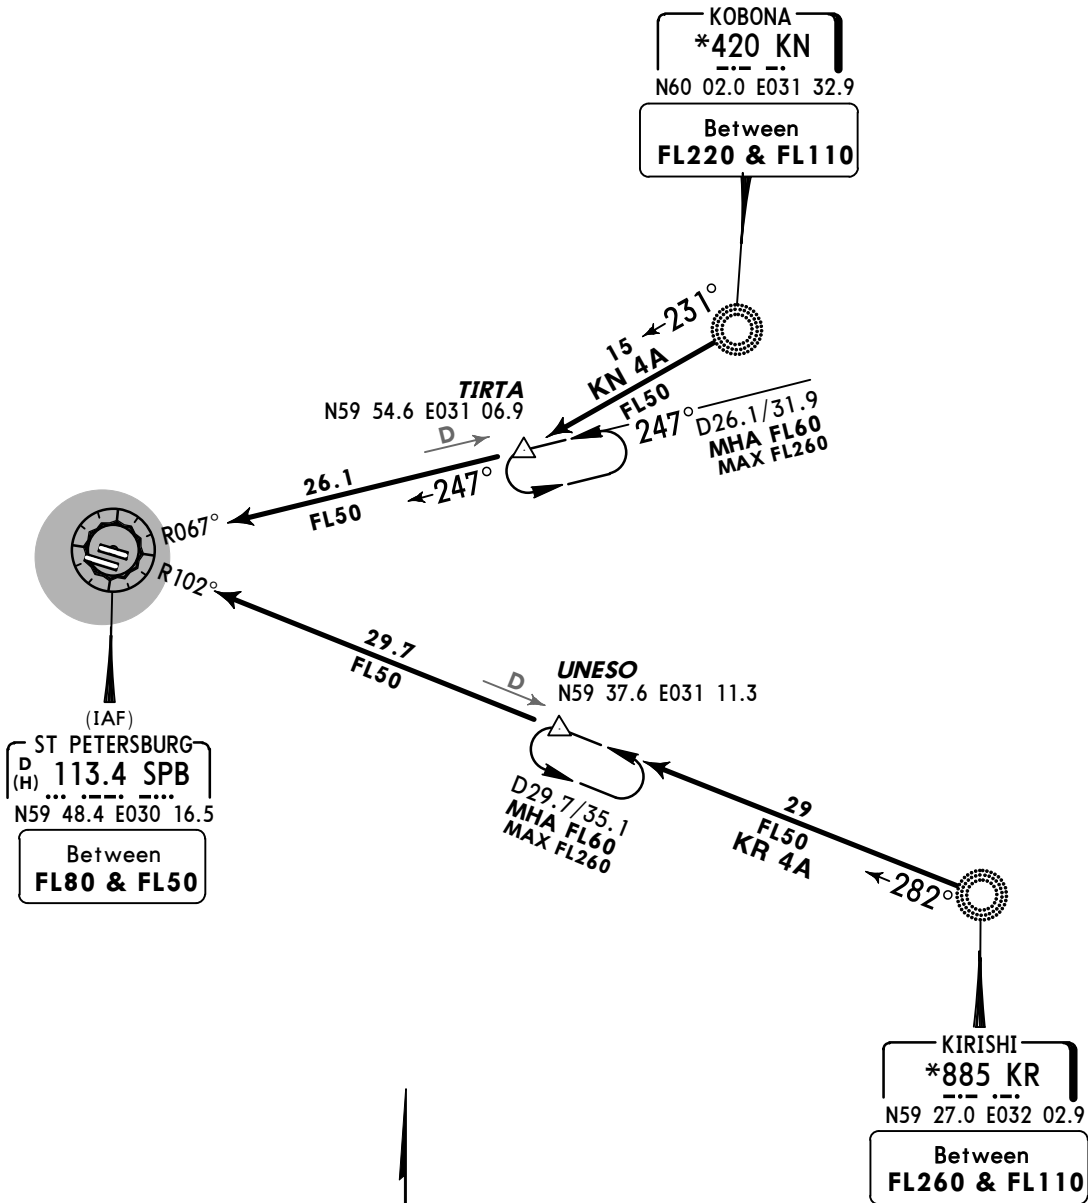 KOBONA
*420 KN
N60 02.0 E031 32.9
Between
FL220 & FL110
231°
15
KN 4A
FL50
TIRTA
N59 54.6 E031 06.9
D
247°
D26.1/31.9
MHA FL60
MAX FL260
26.1
247°
FL50
R067°
R102°
29.7
FL50
D
UNESO
N59 37.6 E031 11.3
D29.7/35.1
MHA FL60
MAX FL260
29
FL50
KR 4A
282°
(IAF)
ST PETERSBURG
D
(H) 113.4 SPB
N59 48.4 E030 16.5
Between
FL80 & FL50
KIRISHI
*885 KR
N59 27.0 E032 02.9
Between
FL260 & FL110